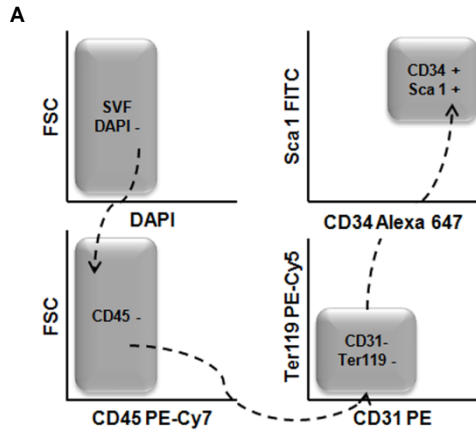 A
FSC
SVF
DAPI -
DAPI
Sca 1 FITC
CD34 +
Sca 1 +
CD34 Alexa 647
FSC
CD45 -
CD45 PE-Cy7
Ter119 PE-Cy5
CD31-
Ter119 -
CD31 PE